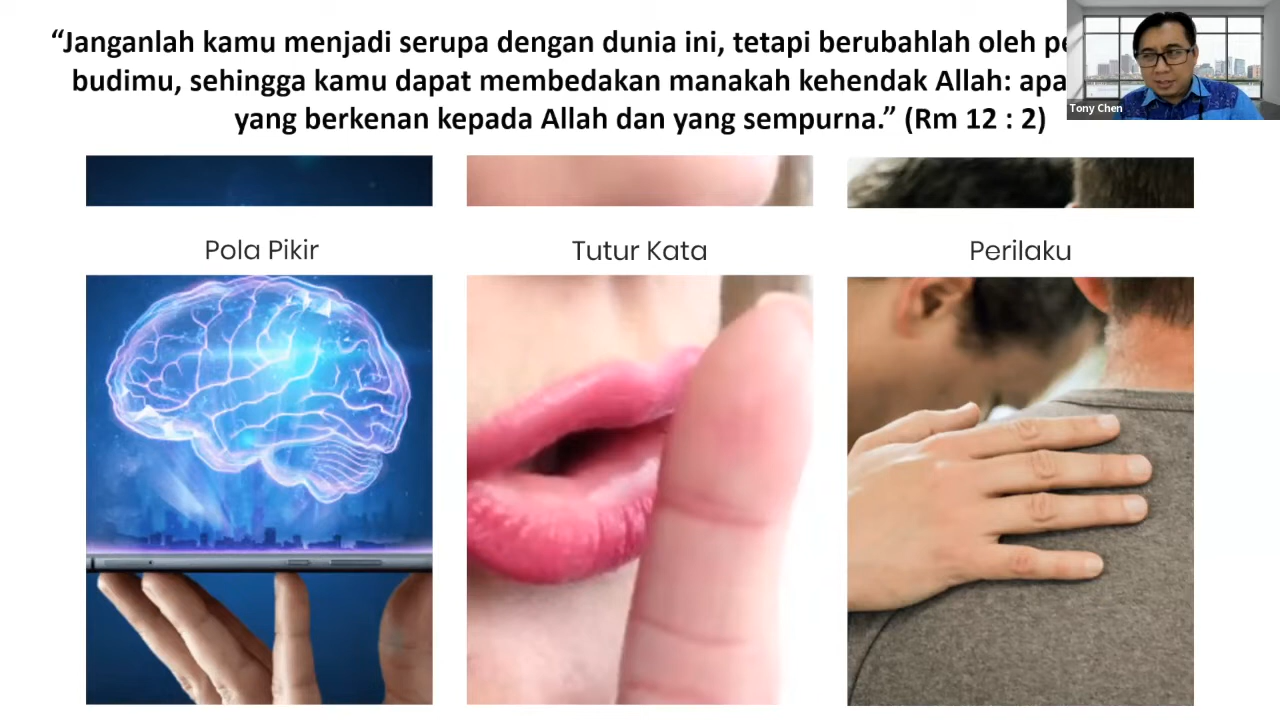 “Janganlah kamu menjadi serupa dengan dunia ini, tetapi berubahlah oleh
budimu, sehingga kamu dapat membedakan manakah kehendak Allah:
yang berkenan kepada Allah dan yang sempurna.” (Rm 12 : 2)
Tony Chen
Pola Pikir
Tutur Kata
Perilaku